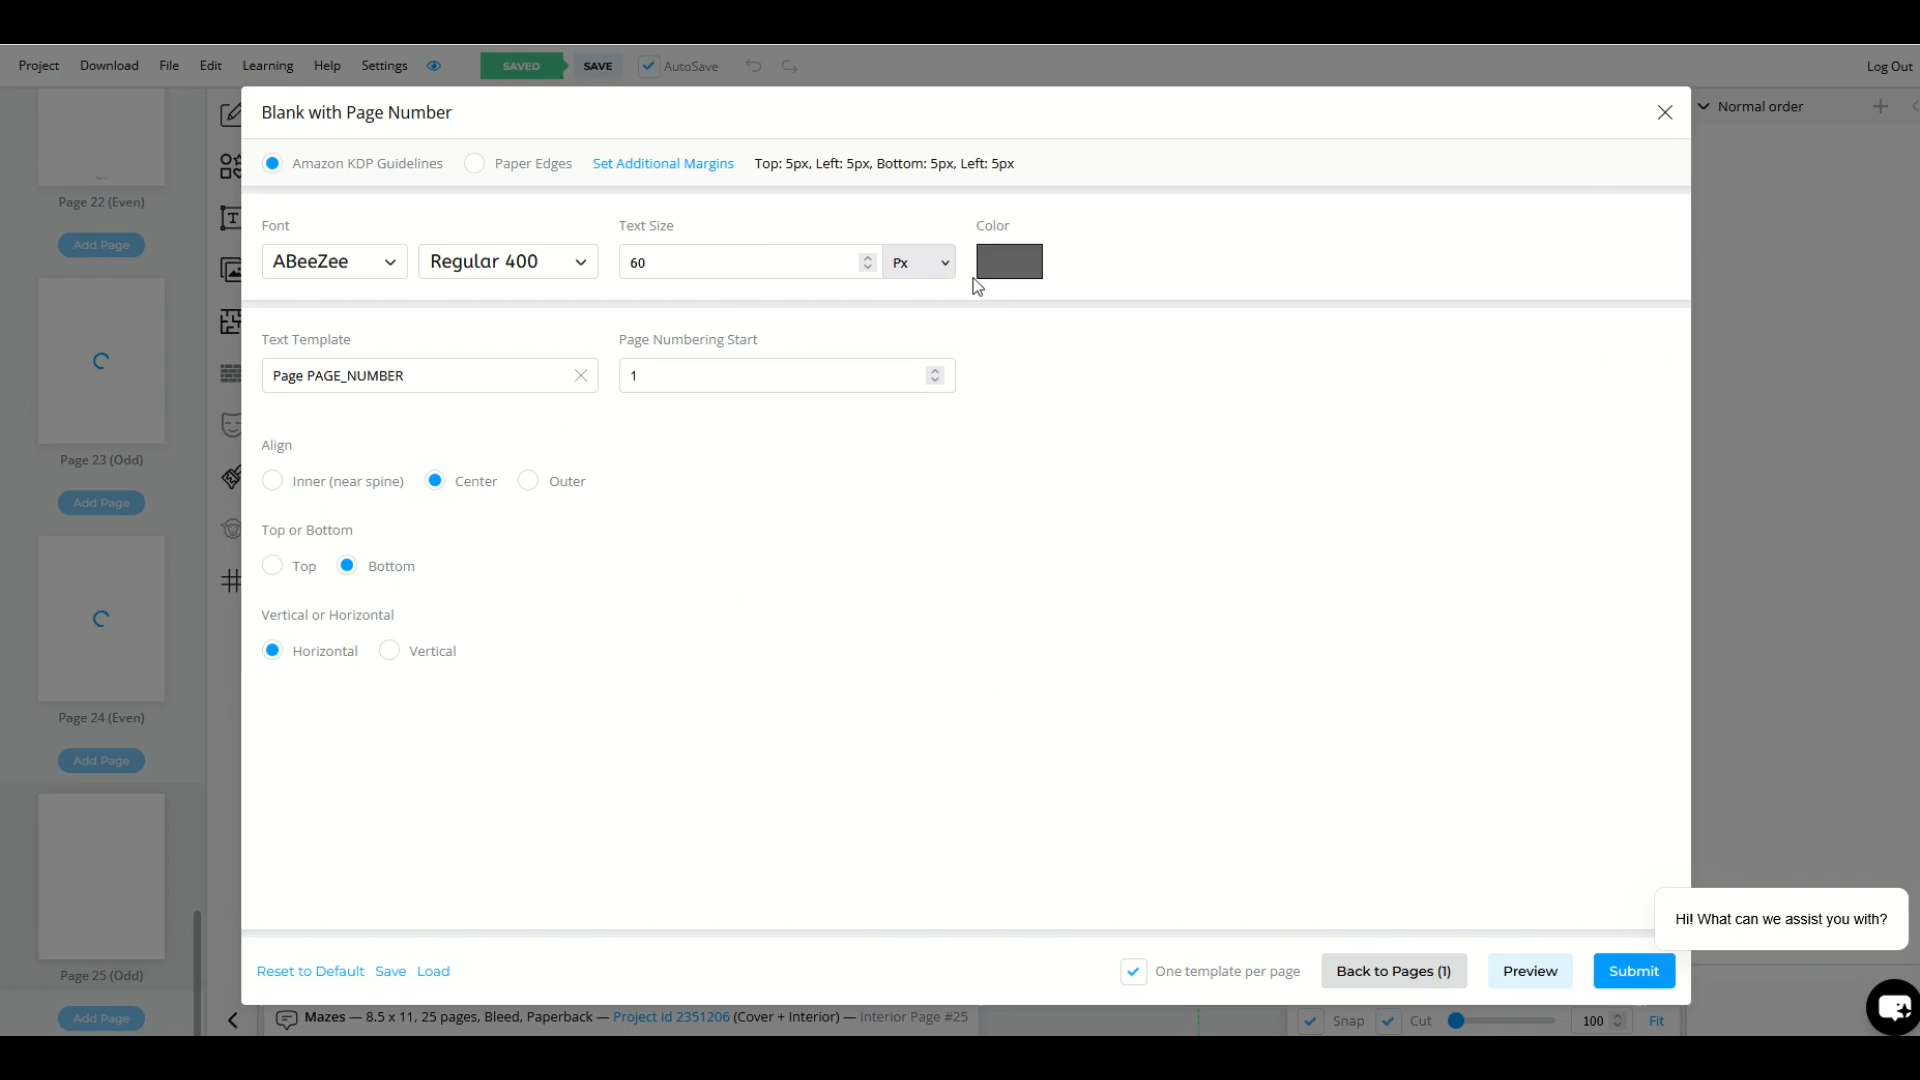 Project Download File Edit Learning Help Settings SAVED SAVE AutoSave Log Out
Blank with Page Number
Normal order
Amazon KDP Guidelines Paper Edges Set Additional Margins Top: 5px, Left: 5px, Bottom: 5px, Left: 5px
Page 22 (Even)
Add Page
Font Text Size Color
ABeeZee Regular 400 60 Px
Text Template Page Numbering Start
Page PAGE_NUMBER 1
Align
Inner (near spine) Center Outer
Page 23 (Odd)
Add Page
Top or Bottom
Top Bottom
Vertical or Horizontal
Horizontal Vertical
Page 24 (Even)
Add Page
Hi! What can we assist you with?
Page 25 (Odd)
Reset to Default Save Load One template per page Back to Pages (1) Preview Submit
Add Page
Mazes — 8.5 x 11, 25 pages, Bleed, Paperback — Project Id 2351206 (Cover + Interior) — Interior Page #25 Snap Cut 100 Fit